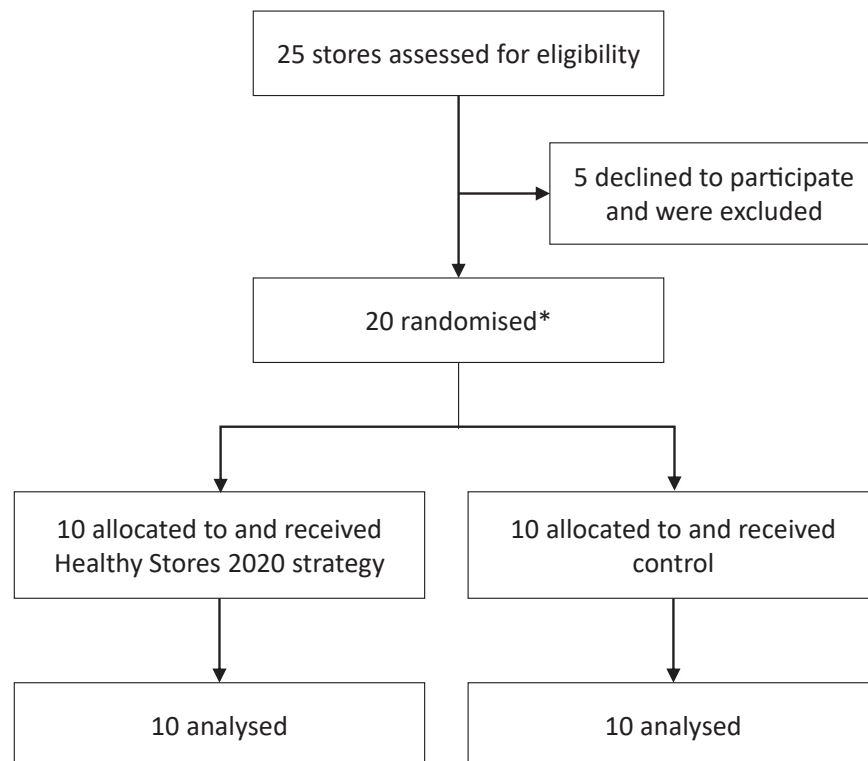 25 stores assessed for eligibility
5 declined to participate
and were excluded
20 randomised*
10 allocated to and received
Healthy Stores 2020 strategy
10 allocated to and received
control
10 analysed
10 analysed